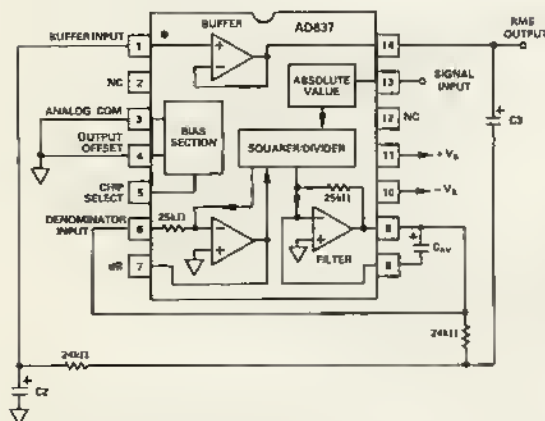 BUFFER
AD637
RMS
OUTPUT
BUFFER INPUT
1
14
NC
2
ABSOLUTE
VALUE
13
SIGNAL
INPUT
ANALOG COM
3
12
NC
C3
OUTPUT
OFFSET
4
BIAS
SECTION
SQUARER/DIVIDER
11
+VS
CHIP
SELECT
5
10
-VS
DENOMINATOR
INPUT
6
25kΩ
25kΩ
9
CAV
dB
7
FILTER
8
24kΩ
24kΩ
C2